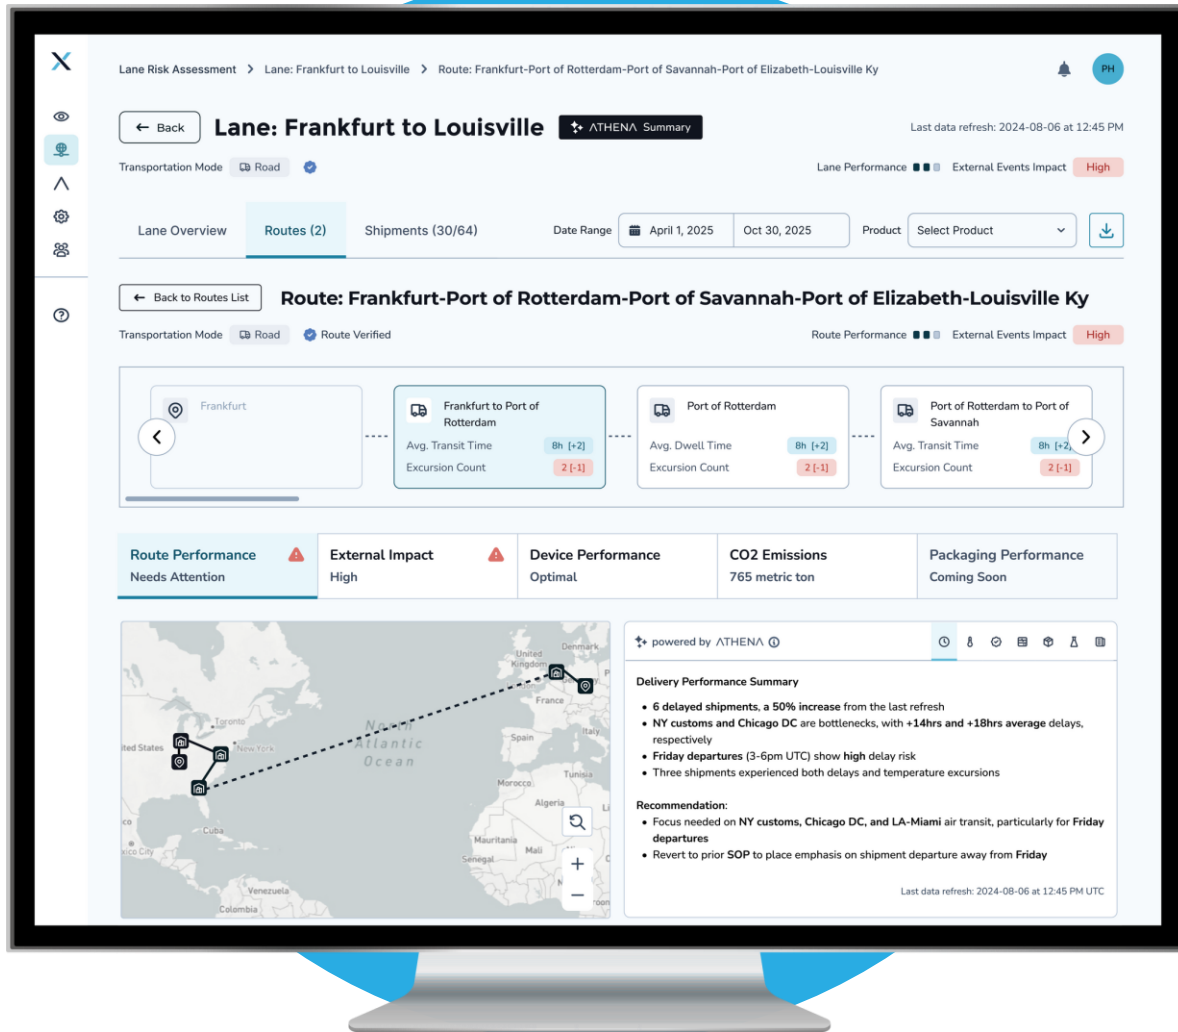 Lane Risk Assessment > Lane: Frankfurt to Louisville > Route: Frankfurt-Port of Rotterdam-Port of Savannah-Port of Elizabeth-Louisville Ky
PH
← Back
Lane: Frankfurt to Louisville
ΛTHENΛ Summary
Last data refresh: 2024-08-06 at 12:45 PM
Transportation Mode Road
Lane Performance External Events Impact High
Lane Overview Routes (2) Shipments (30/64)
Date Range April 1, 2025 Oct 30, 2025 Product Select Product
← Back to Routes List
Route: Frankfurt-Port of Rotterdam-Port of Savannah-Port of Elizabeth-Louisville Ky
Transportation Mode Road Route Verified
Route Performance External Events Impact High
Frankfurt
Frankfurt to Port of
Rotterdam
Avg. Transit Time 8h [+2]
Excursion Count 2 [-1]
Port of Rotterdam
Avg. Dwell Time 8h [+2]
Excursion Count 2 [-1]
Port of Rotterdam to Port of
Savannah
Avg. Transit Time 8h [+2]
Excursion Count 2 [-1]
Route Performance
Needs Attention
External Impact
High
Device Performance
Optimal
CO2 Emissions
765 metric ton
Packaging Performance
Coming Soon
United
Kingdom
Denmark
France
Spain
Italy
Tunisia
Morocco
Algeria
Li
Mauritania
Mali
Senegal
North
Atlantic
Ocean
Toronto
New York
ited States
Cuba
co
xico City
Venezuela
Colombia
roon
powered by ΛTHENΛ
Delivery Performance Summary
• 6 delayed shipments, a 50% increase from the last refresh
• NY customs and Chicago DC are bottlenecks, with +14hrs and +18hrs average delays,
respectively
• Friday departures (3-6pm UTC) show high delay risk
• Three shipments experienced both delays and temperature excursions
Recommendation:
• Focus needed on NY customs, Chicago DC, and LA-Miami air transit, particularly for Friday
departures
• Revert to prior SOP to place emphasis on shipment departure away from Friday
Last data refresh: 2024-08-06 at 12:45 PM UTC